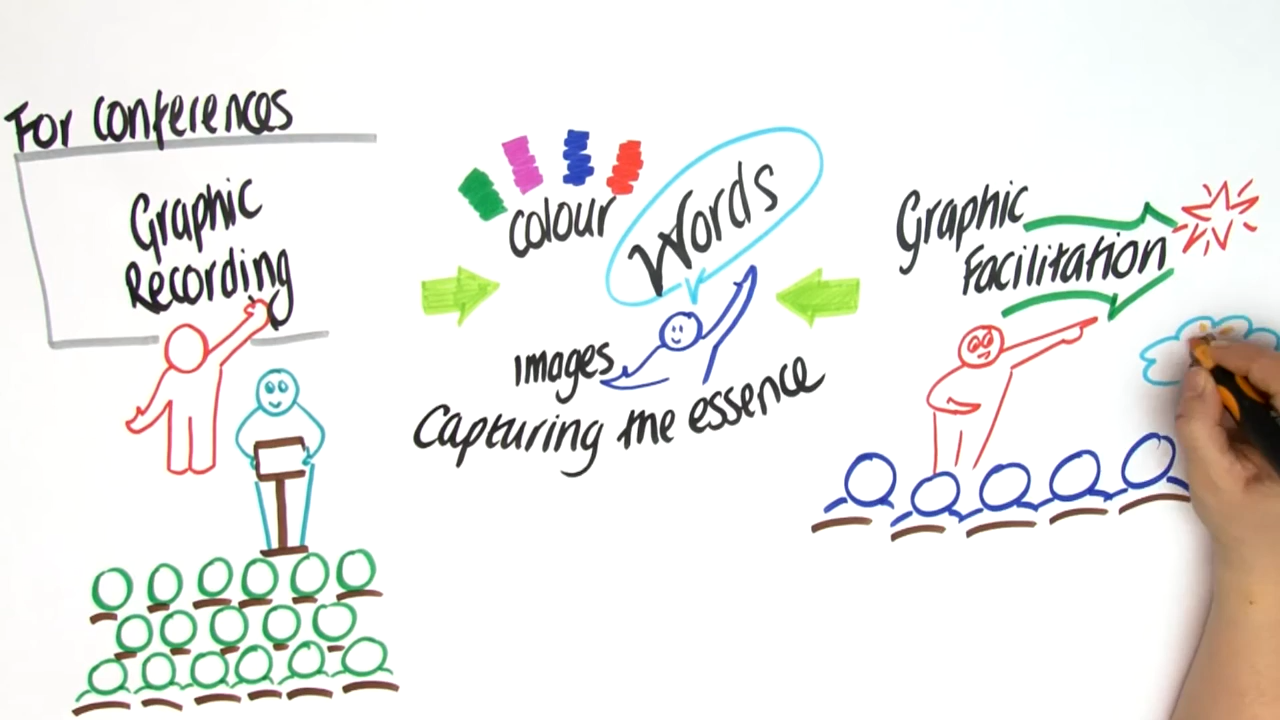 For conferences
Graphic
Recording
colour
Words
images
Capturing the essence
Graphic
Facilitation